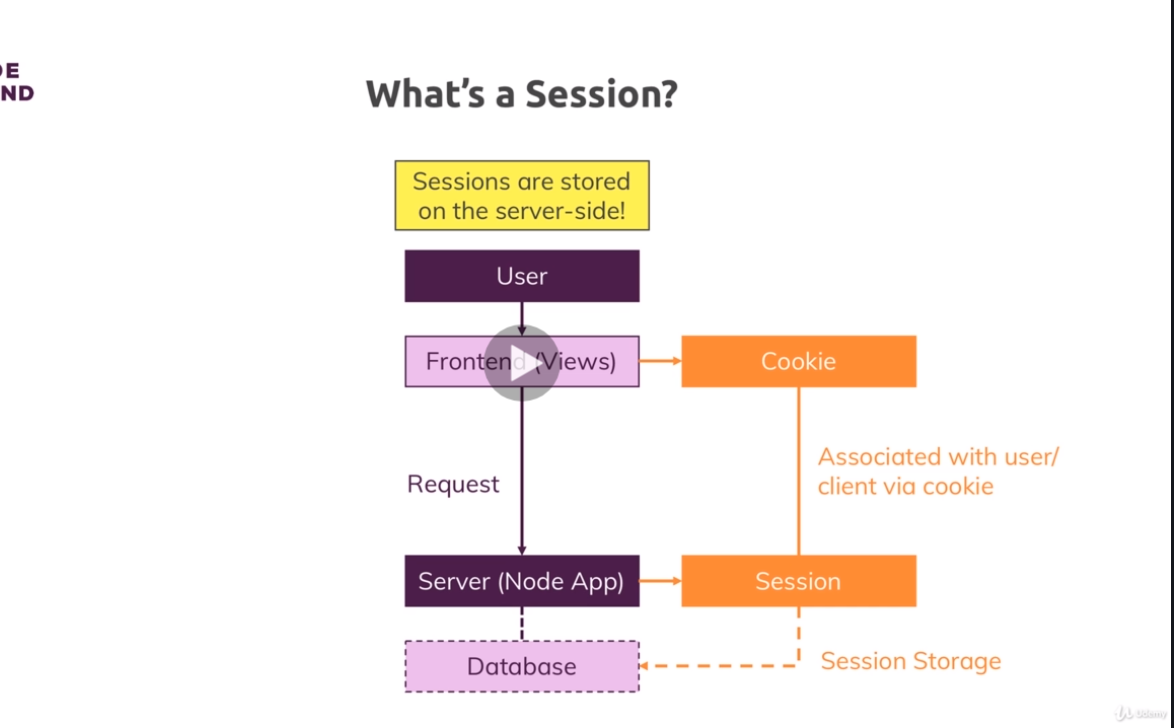 DE
ND
What's a Session?
Sessions are stored
on the server-side!
User
Frontend (Views)
Cookie
Associated with user/
client via cookie
Request
Server (Node App)
Session
Database
Session Storage
Udemy